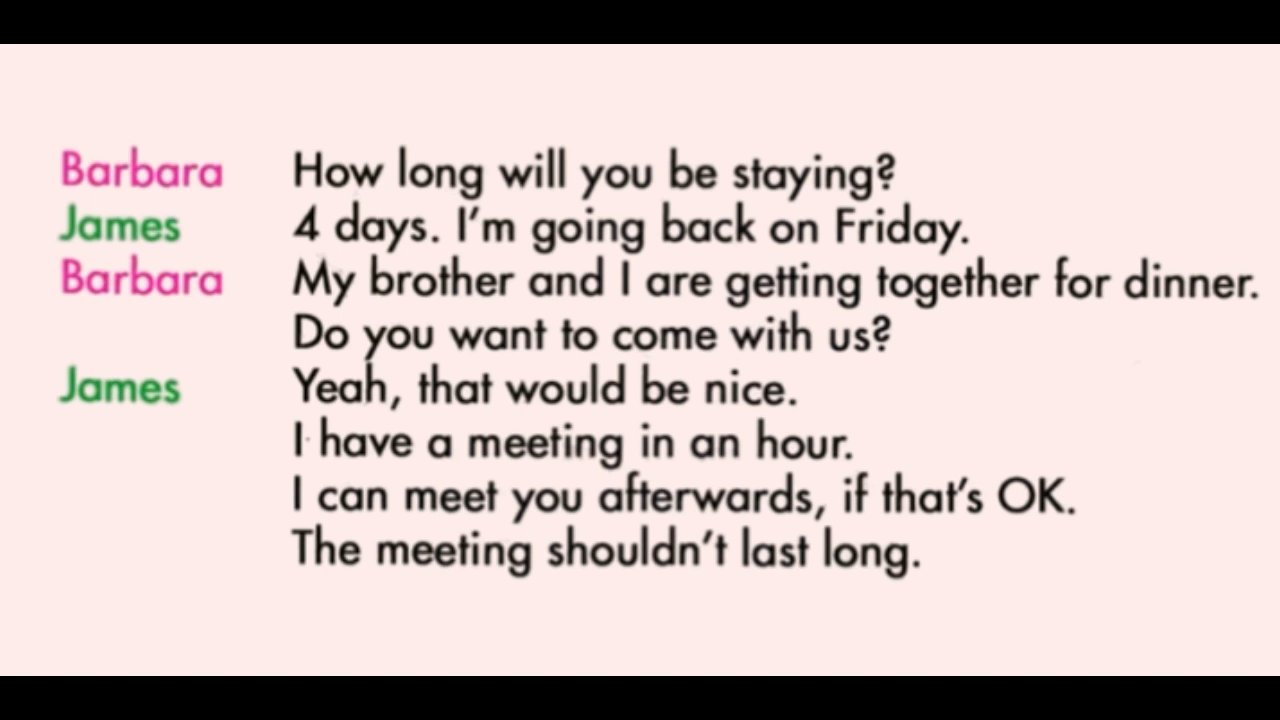 Barbara How long will you be staying?
James 4 days. I'm going back on Friday.
Barbara My brother and I are getting together for dinner.
Do you want to come with us?
James Yeah, that would be nice.
I have a meeting in an hour.
I can meet you afterwards, if that's OK.
The meeting shouldn't last long.